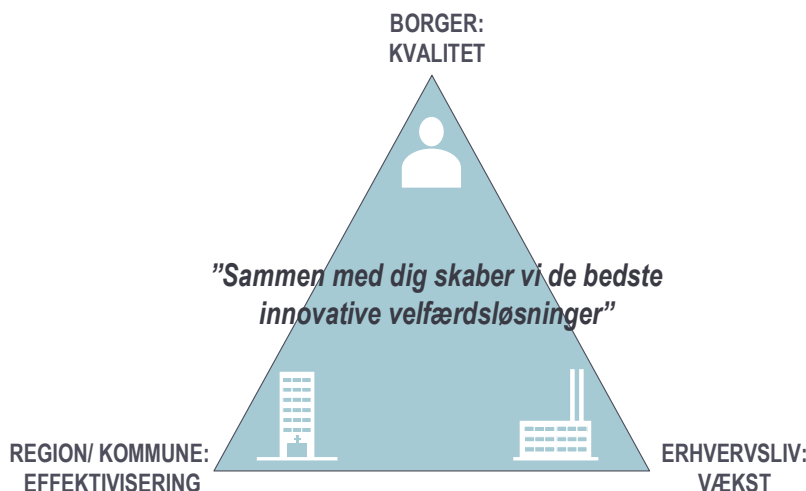 BORGER:
KVALITET
”Sammen med dig skaber vi de bedste
innovative velfærdsløsninger”
REGION/ KOMMUNE:
EFFEKTIVISERING
ERHVERVSLIV:
VÆKST